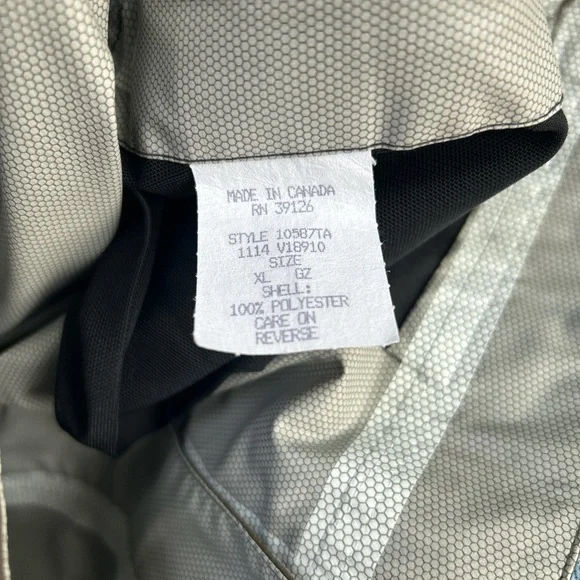 MADE IN CANADA
RN 39126
STYLE 10587TA
1114 V18910
SIZE
XL GZ
SHELL:
100% POLYESTER
CARE ON
REVERSE